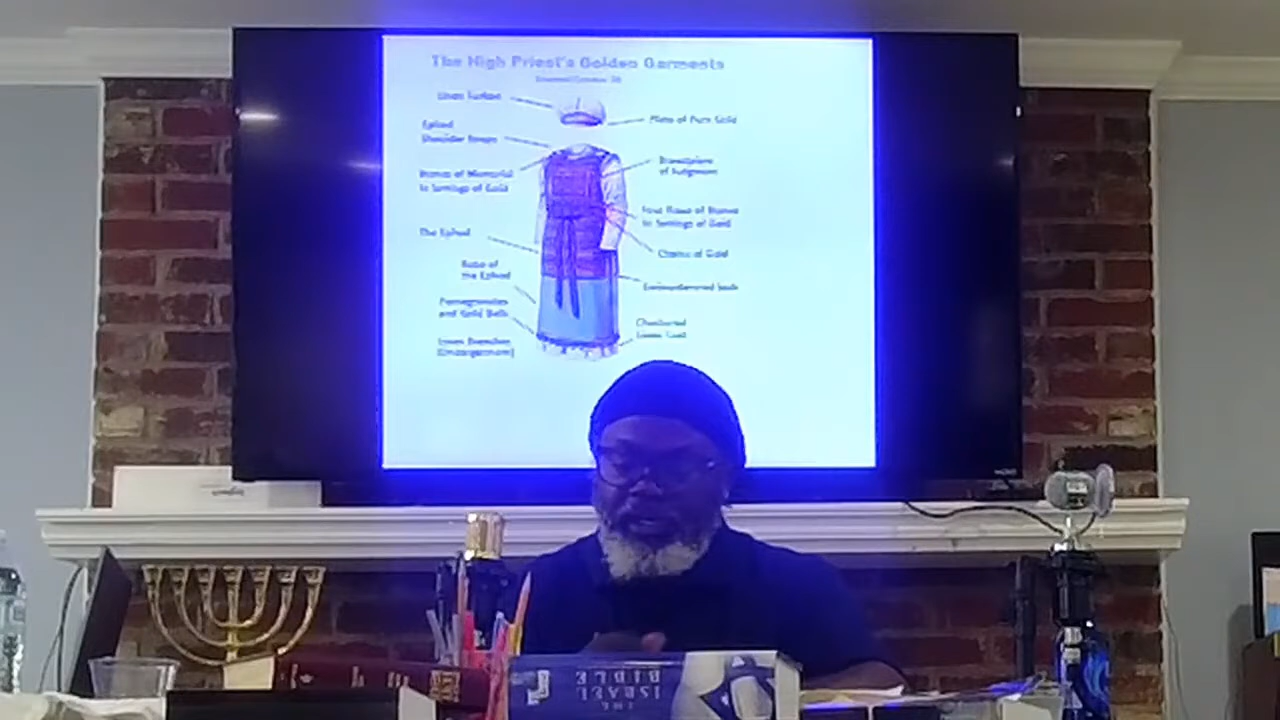 The High Priest's Golden Garments
Linen Turban
Plate of Pure Gold
Ephod
Shoulder Straps
Breastpiece
of Judgment
Stones of Memorial
in Settings of Gold
Four Rows of Stones
in Settings of Gold
The Ephod
Chains of Gold
Robe of
the Ephod
Embroidered Sash
Pomegranates
and Gold Bells
Checkered
Linen Coat
Linen Breeches
(Undergarment)
THE
ISRAEL
BIBLE